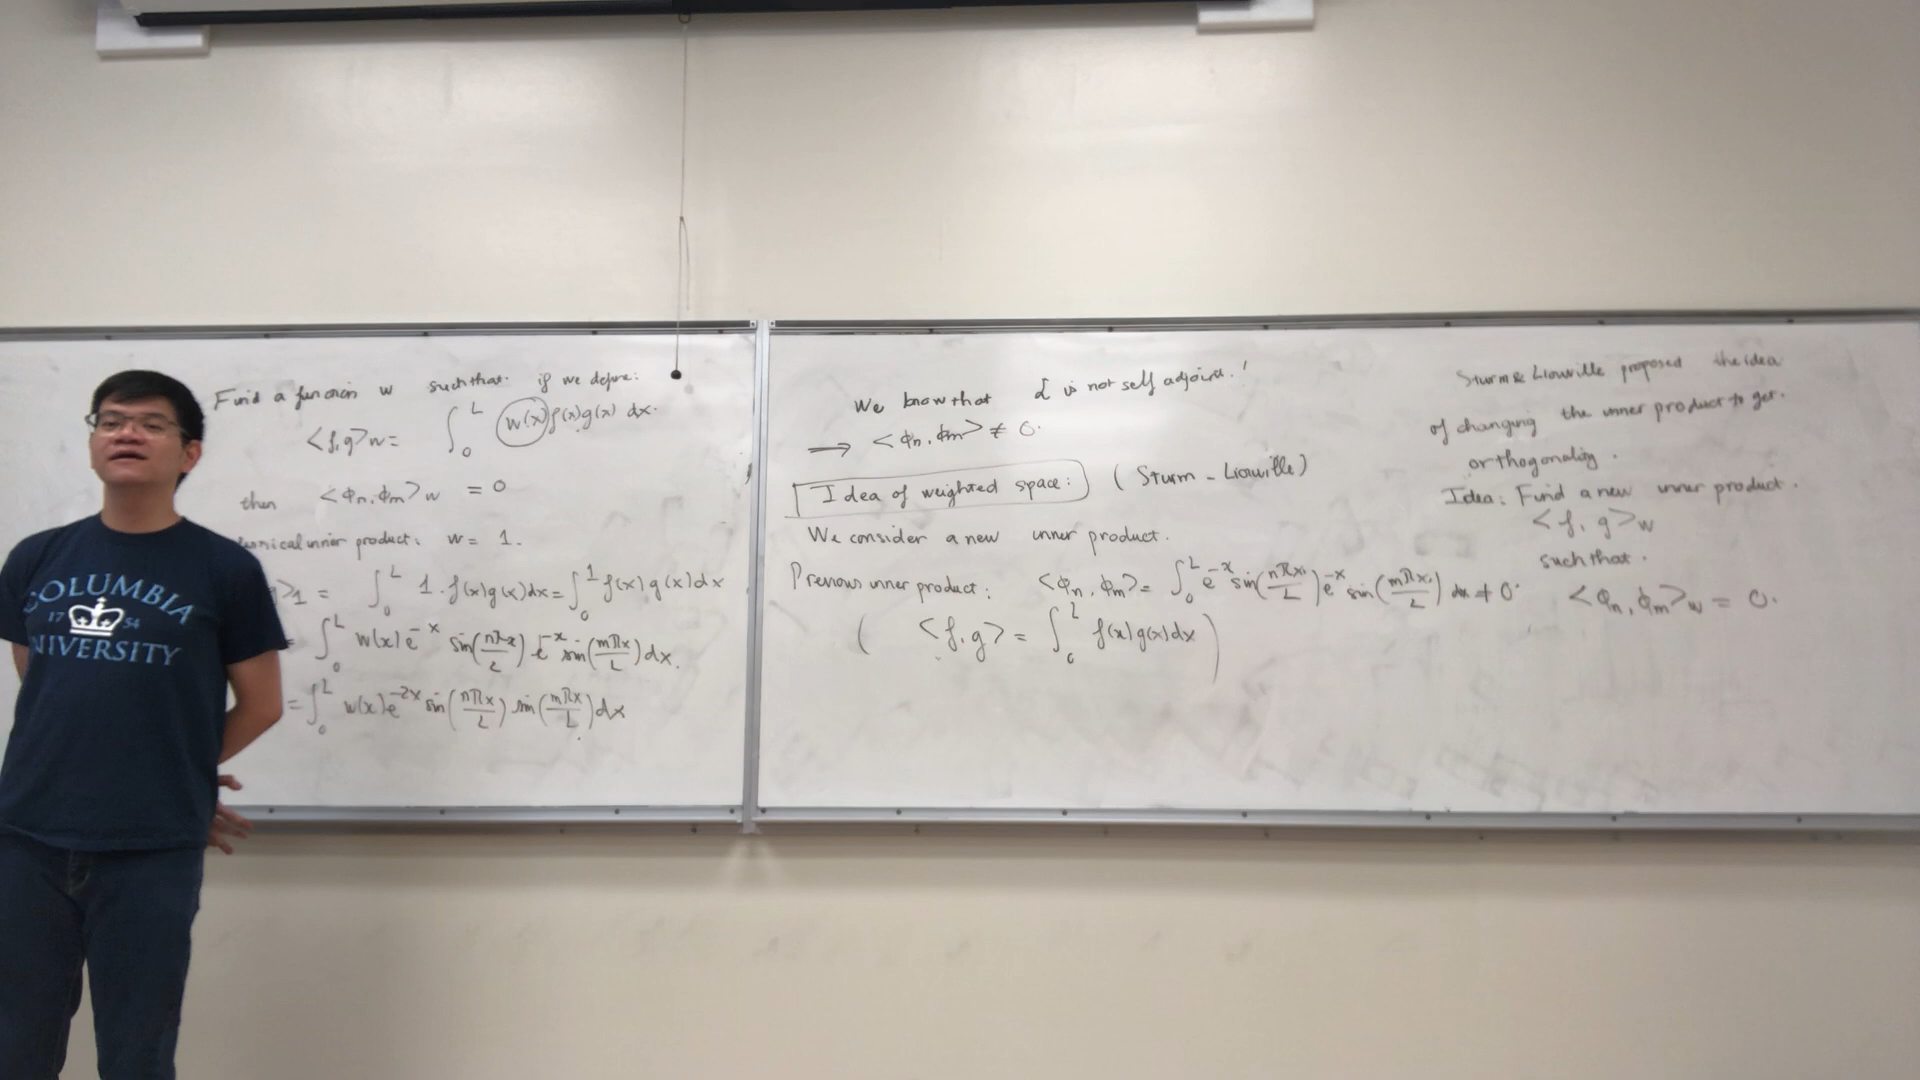 Find a function w such that. if we define:
<f,g>w = ∫₀ᴸ w(x)f(x)g(x) dx.
then <ϕn,ϕm>w = 0
inner product: w = 1.
>₁ = ∫₀ᴸ 1.f(x)g(x)dx = ∫₀¹ f(x)g(x)dx
= ∫₀ᴸ w(x)e⁻ˣ sin(nπx/L) e⁻ˣ sin(mπx/L)dx.
= ∫₀ᴸ w(x)e⁻²ˣ sin(nπx/L) sin(mπx/L)dx
COLUMBIA
17 54
UNIVERSITY
We know that L is not self adjoint.!
→ <ϕn,ϕm> ≠ 0.
Idea of weighted space: (Sturm - Liouville)
We consider a new inner product.
Previous inner product: <ϕn,ϕm> = ∫₀ᴸ e⁻ˣ sin(nπx/L) e⁻ˣ sin(mπx/L) dx ≠ 0.
( <f,g> = ∫₀ᴸ f(x)g(x)dx )
Sturm & Liouville proposed the idea
of changing the inner product to get.
orthogonality.
Idea: Find a new inner product.
<f,g>w
such that.
<ϕn,ϕm>w = 0.